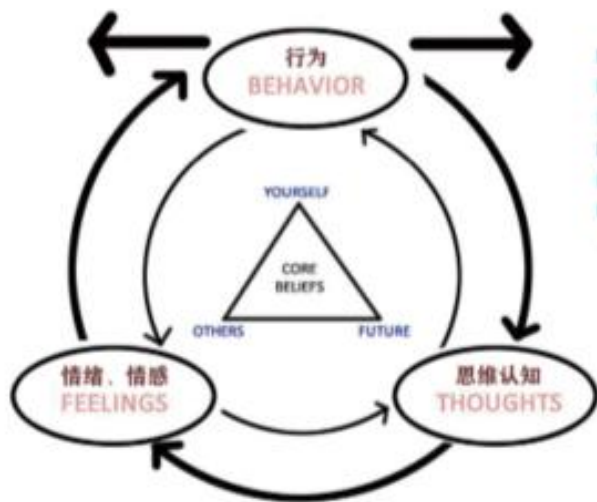 行为
BEHAVIOR
YOURSELF
CORE
BELIEFS
OTHERS
FUTURE
情绪、情感
FEELINGS
思维认知
THOUGHTS